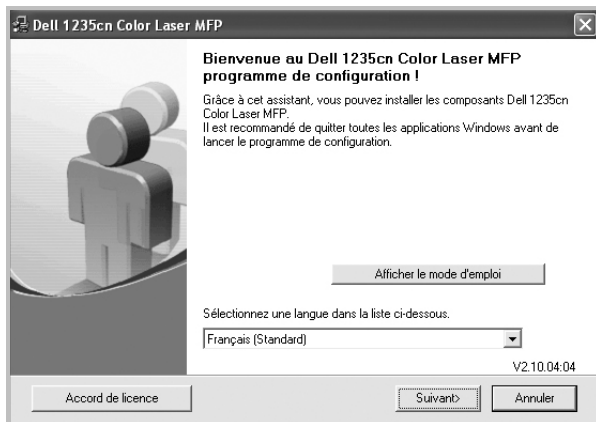 Dell 1235cn Color Laser MFP
Bienvenue au Dell 1235cn Color Laser MFP
programme de configuration !
Grâce à cet assistant, vous pouvez installer les composants Dell 1235cn
Color Laser MFP.
Il est recommandé de quitter toutes les applications Windows avant de
lancer le programme de configuration.
Afficher le mode d'emploi
Sélectionnez une langue dans la liste ci-dessous.
Français (Standard)
V2.10.04:04
Accord de licence
Suivant>
Annuler